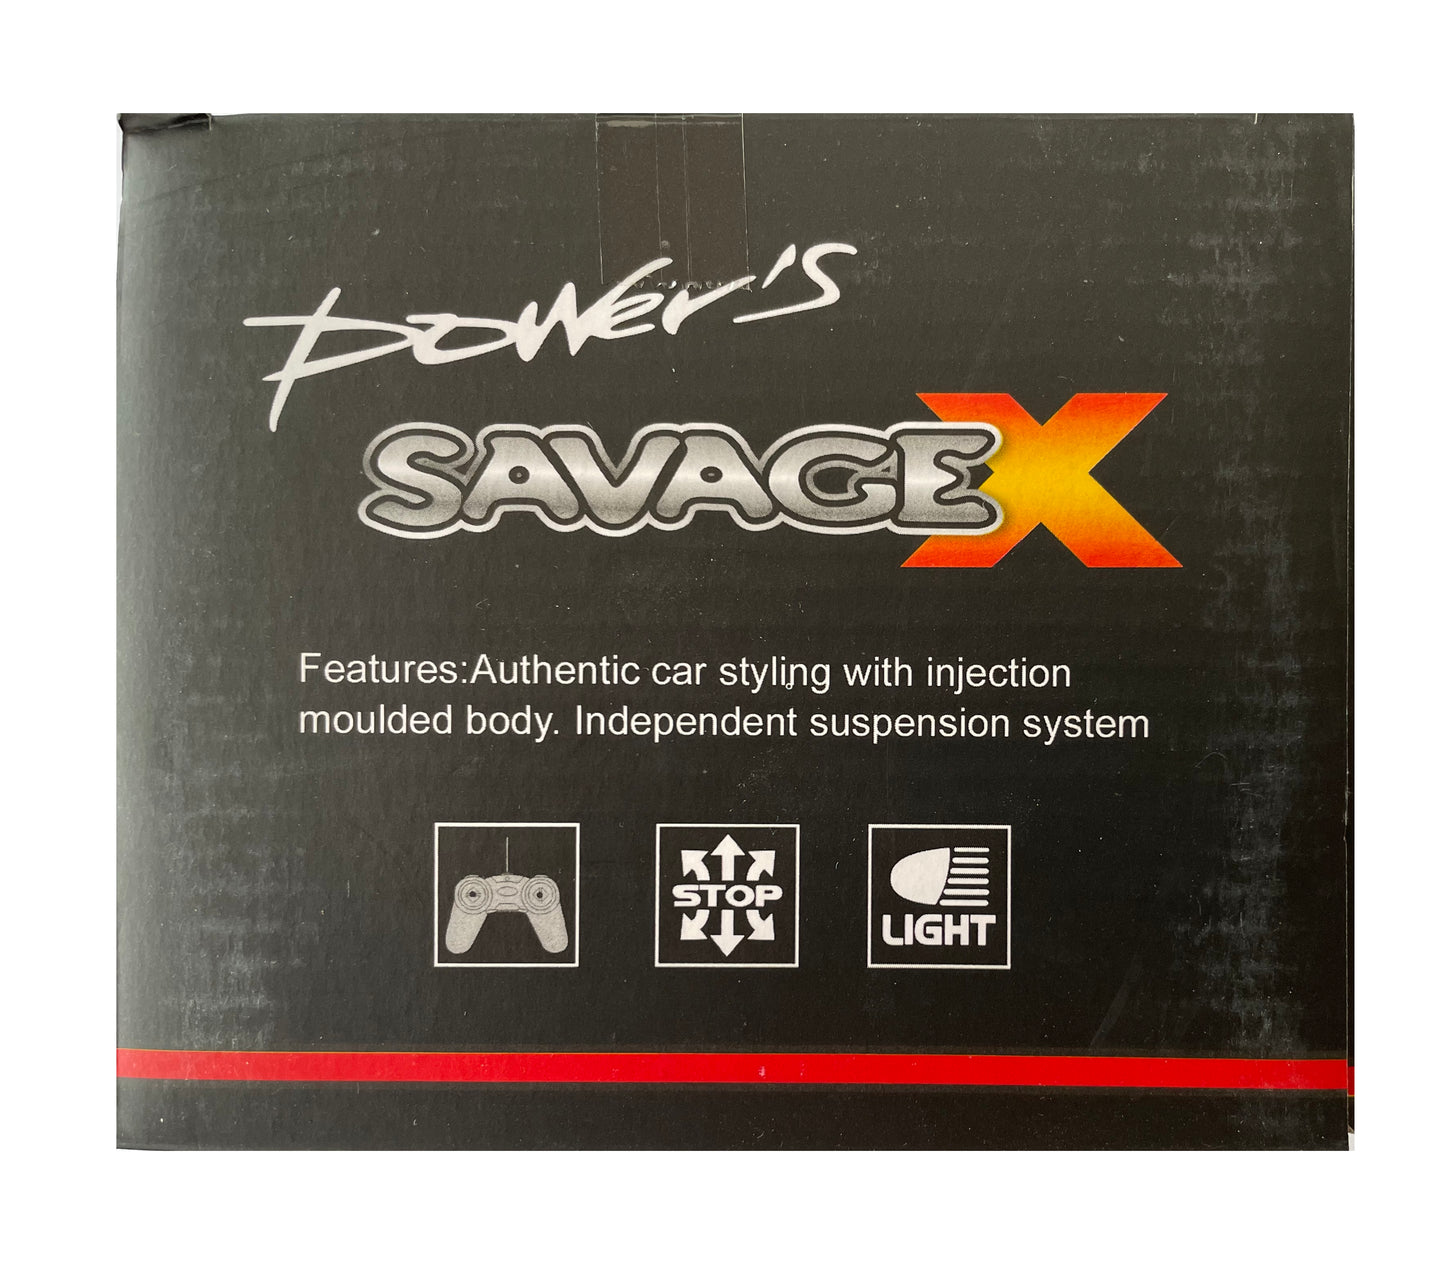 power's
SAVAGE X
Features:Authentic car styling with injection
moulded body. Independent suspension system
STOP
LIGHT